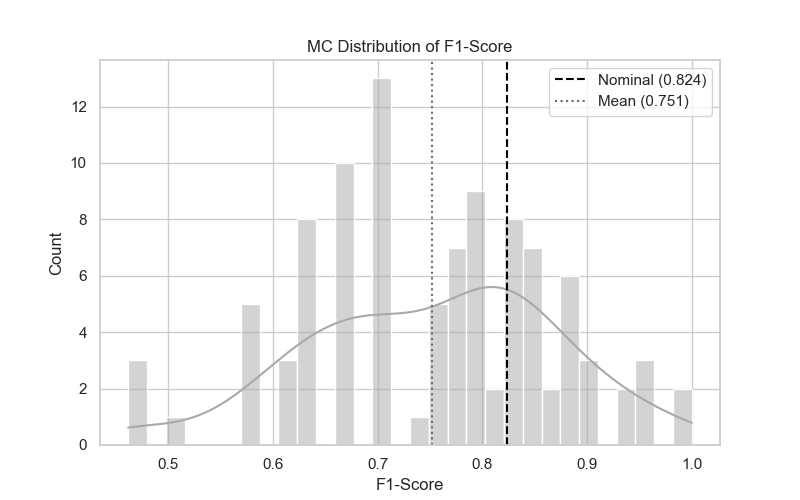 MC Distribution of F1-Score
Nominal (0.824)
Mean (0.751)
Count
12
10
8
6
4
2
0
0.5 0.6 0.7 0.8 0.9 1.0
F1-Score